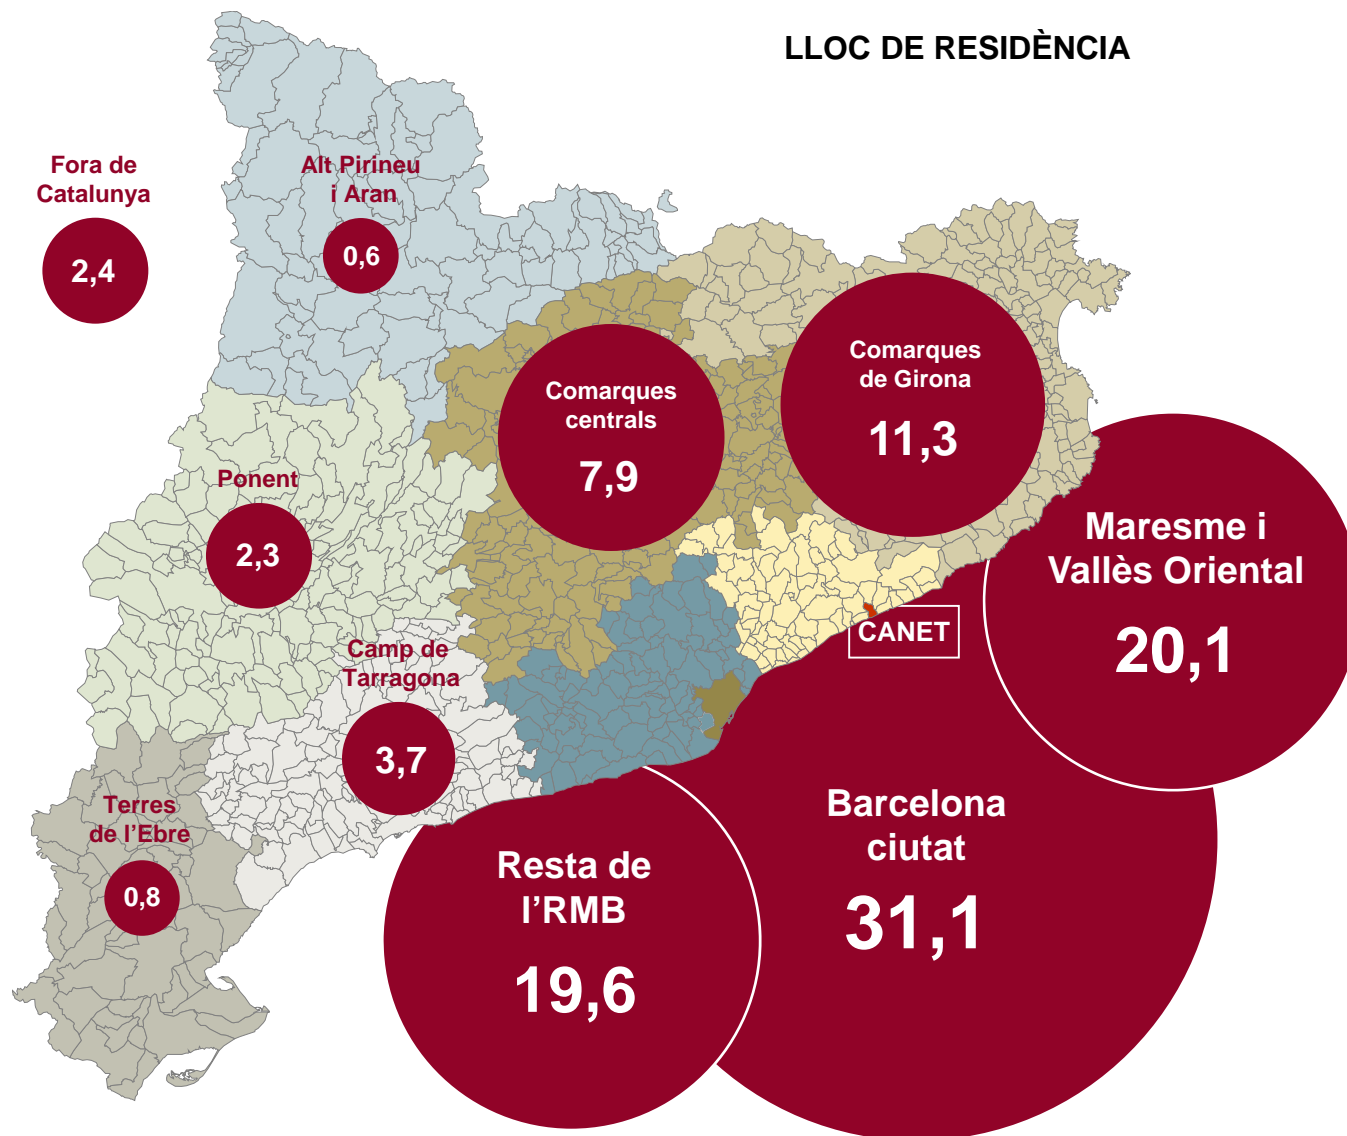 LLOC DE RESIDÈNCIA
Fora de
Catalunya
2,4
Alt Pirineu
i Aran
0,6
Comarques
centrals
7,9
Comarques
de Girona
11,3
Maresme i
Vallès Oriental
20,1
Ponent
2,3
CANET
Camp de
Tarragona
3,7
Terres
de l’Ebre
0,8
Resta de
l’RMB
19,6
Barcelona
ciutat
31,1